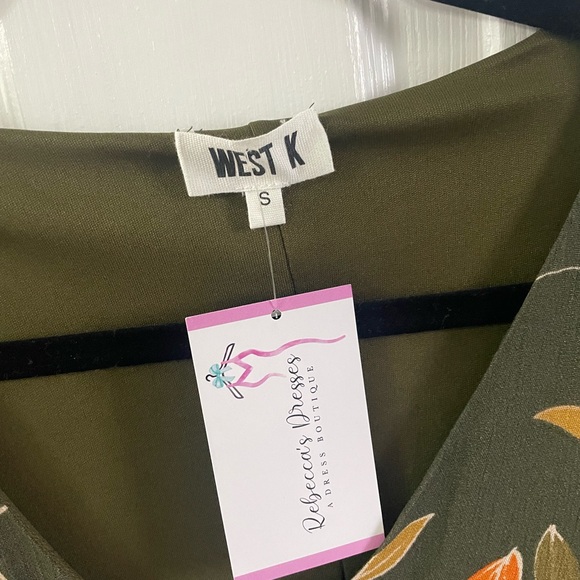 WEST K
S
Rebecca's Dresses
A DRESS BOUTIQUE